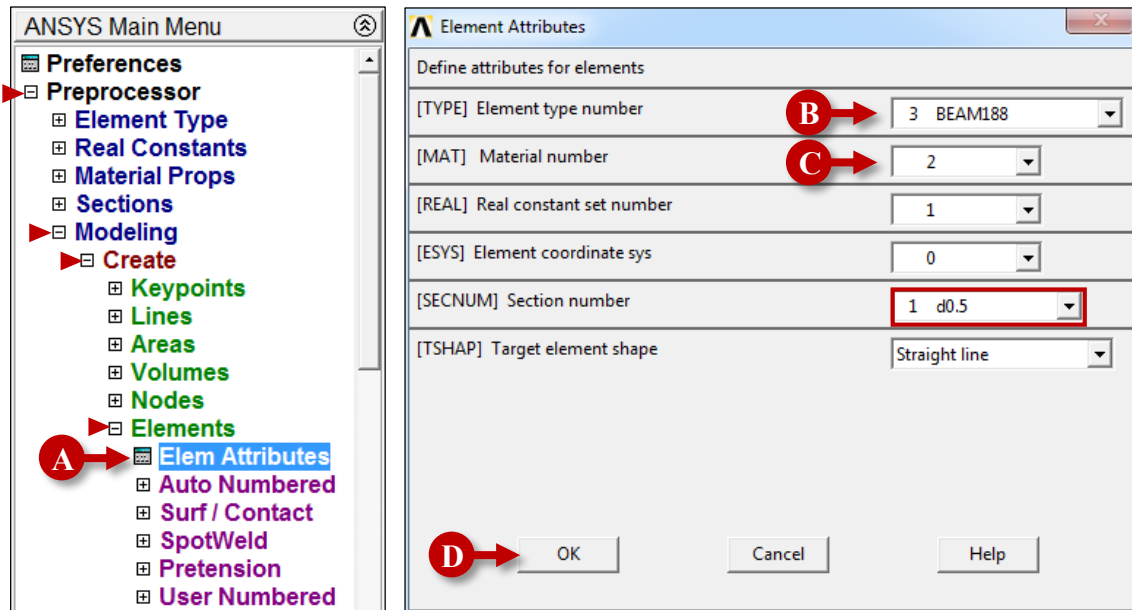 ANSYS Main Menu
Preferences
Preprocessor
Element Type
Real Constants
Material Props
Sections
Modeling
Create
Keypoints
Lines
Areas
Volumes
Nodes
Elements
A Elem Attributes
Auto Numbered
Surf / Contact
SpotWeld
Pretension
User Numbered
Element Attributes
Define attributes for elements
[TYPE] Element type number B 3 BEAM188
[MAT] Material number C 2
[REAL] Real constant set number 1
[ESYS] Element coordinate sys 0
[SECNUM] Section number 1 d0.5
[TSHAP] Target element shape Straight line
D OK Cancel Help